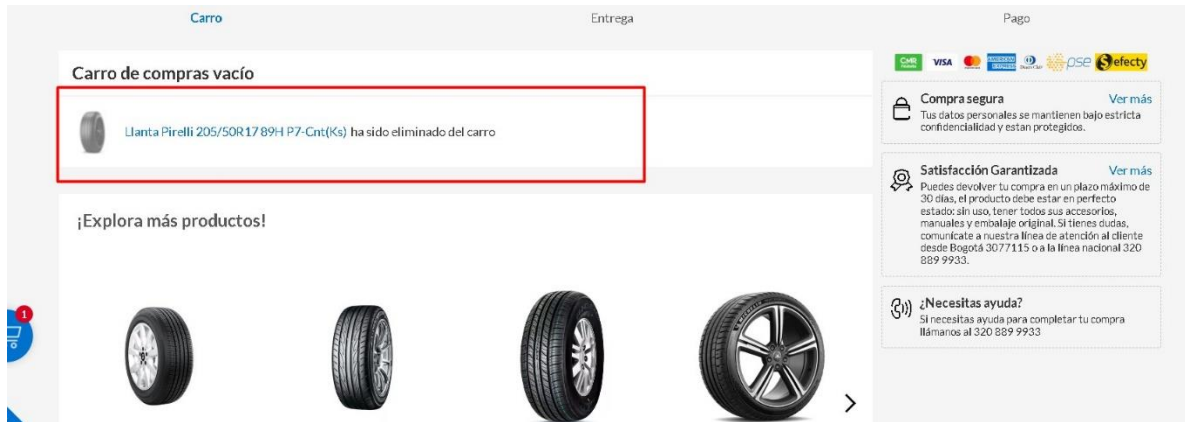 Carro
Entrega
Pago
Carro de compras vacío
Llanta Pirelli 205/50R17 89H P7-Cnt(Ks) ha sido eliminado del carro
¡Explora más productos!
1
CMR VISA pse efecty
Compra segura Ver más
Tus datos personales se mantienen bajo estricta
confidencialidad y estan protegidos.
Satisfacción Garantizada Ver más
Puedes devolver tu compra en un plazo máximo de
30 días, el producto debe estar en perfecto
estado: sin uso, tener todos sus accesorios,
manuales y embalaje original. Si tienes dudas,
comunícate a nuestra línea de atención al cliente
desde Bogotá 3077115 o a la línea nacional 320
889 9933.
¿Necesitas ayuda?
Si necesitas ayuda para completar tu compra
llámanos al 320 889 9933